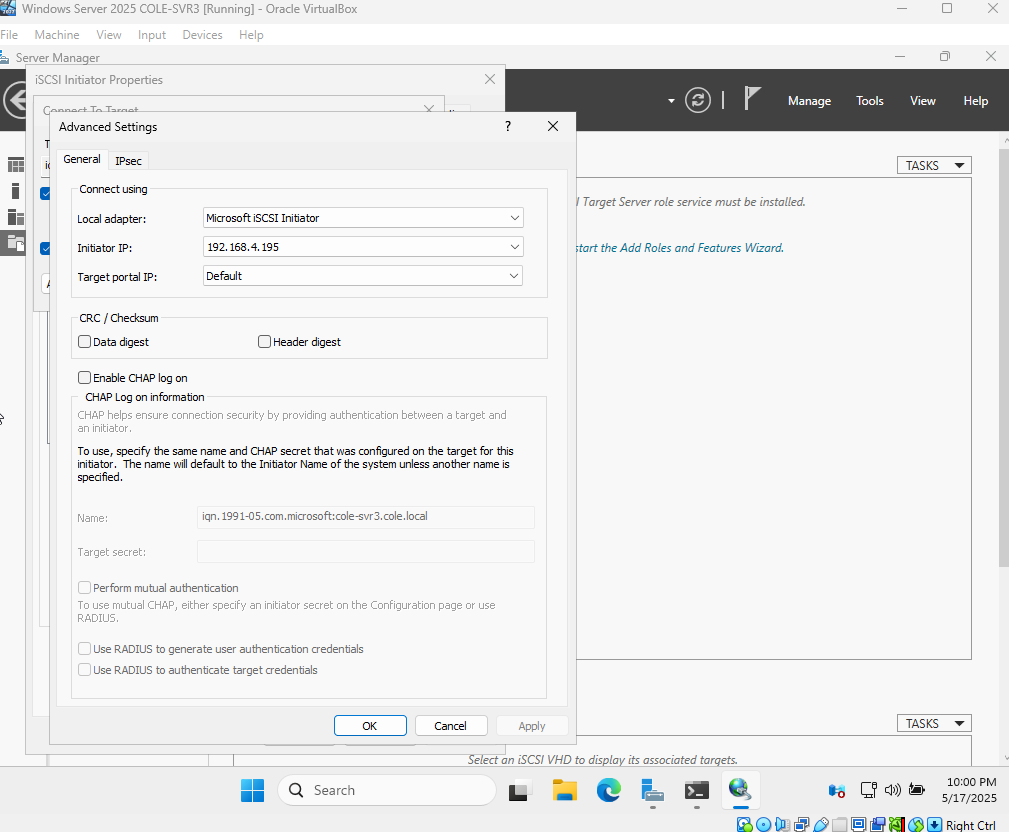 Windows Server 2025 COLE-SVR3 [Running] - Oracle VirtualBox
File Machine View Input Devices Help
Server Manager
iSCSI Initiator Properties
Connect To Target
Manage Tools View Help
Advanced Settings
General IPsec
TASKS
Connect using
Target Server role service must be installed.
Local adapter: Microsoft iSCSI Initiator
Initiator IP: 192.168.4.195
start the Add Roles and Features Wizard.
Target portal IP: Default
CRC / Checksum
Data digest Header digest
Enable CHAP log on
CHAP Log on information
CHAP helps ensure connection security by providing authentication between a target and
an initiator.
To use, specify the same name and CHAP secret that was configured on the target for this
initiator. The name will default to the Initiator Name of the system unless another name is
specified.
Name: iqn.1991-05.com.microsoft:cole-svr3.cole.local
Target secret:
Perform mutual authentication
To use mutual CHAP, either specify an initiator secret on the Configuration page or use
RADIUS.
Use RADIUS to generate user authentication credentials
Use RADIUS to authenticate target credentials
OK Cancel Apply
TASKS
Select an iSCSI VHD to display its associated targets.
Search
10:00 PM
5/17/2025
Right Ctrl